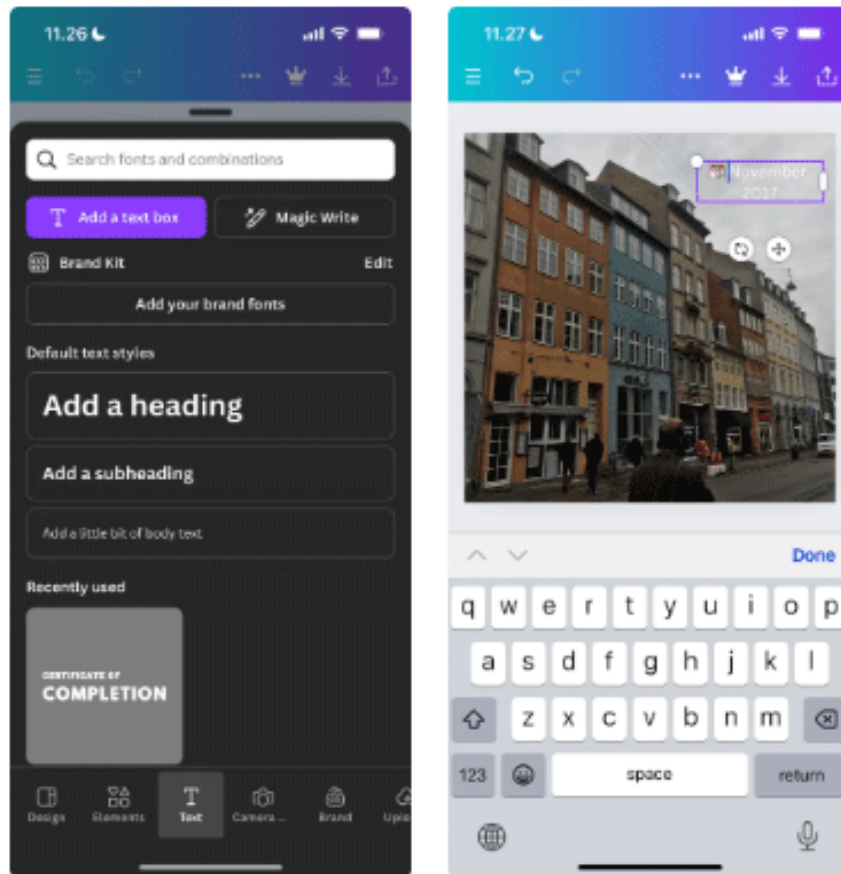 11.26
Search fonts and combinations
Add a text box
Magic Write
Brand Kit
Edit
Add your brand fonts
Default text styles
Add a heading
Add a subheading
Add a little bit of body text
Recently used
CERTIFICATE OF
COMPLETION
Design
Elements
Text
Camera ...
Brand
Uplo
11.27
November
2017
Done
q w e r t y u i o p
a s d f g h j k l
z x c v b n m
123
space
return